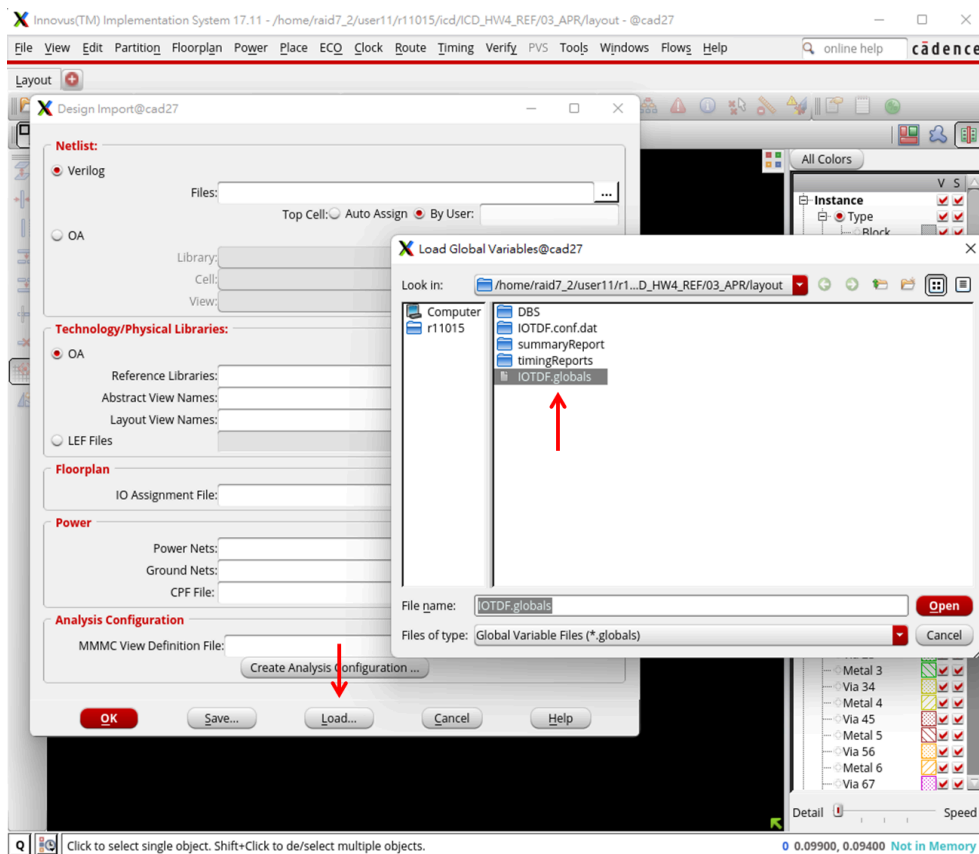 Innovus(TM) Implementation System 17.11 - /home/raid7_2/user11/r11015/icd/ICD_HW4_REF/03_APR/layout - @cad27
File View Edit Partition Floorplan Power Place ECO Clock Route Timing Verify PVS Tools Windows Flows Help
online help
cādence
Layout
Design Import@cad27
Netlist:
Verilog
Files:
...
Top Cell: Auto Assign By User:
OA
Library:
Cell:
View:
Technology/Physical Libraries:
OA
Reference Libraries:
Abstract View Names:
Layout View Names:
LEF Files
Floorplan
IO Assignment File:
Power
Power Nets:
Ground Nets:
CPF File:
Analysis Configuration
MMMC View Definition File:
Create Analysis Configuration ...
OK Save... Load... Cancel Help
All Colors
V S
Instance
Type
Block
Load Global Variables@cad27
Look in: /home/raid7_2/user11/r1...D_HW4_REF/03_APR/layout
Computer
r11015
DBS
IOTDF.conf.dat
summaryReport
timingReports
IOTDF.globals
File name: IOTDF.globals
Open
Files of type: Global Variable Files (*.globals)
Cancel
Metal 3
Via 34
Metal 4
Via 45
Metal 5
Via 56
Metal 6
Via 67
Detail Speed
Q Click to select single object. Shift+Click to de/select multiple objects.
0 0.09900, 0.09400 Not in Memory